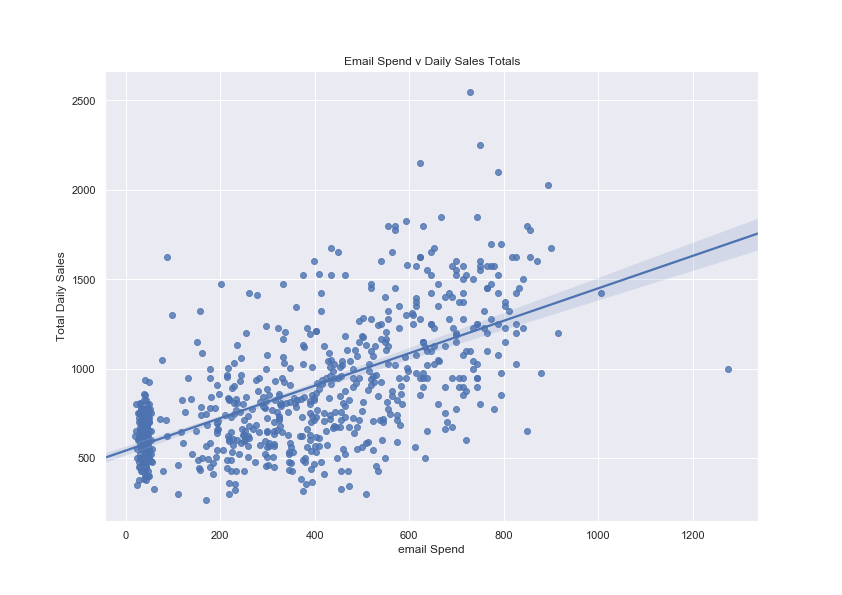 Email Spend v Daily Sales Totals
2500
2000
1500
1000
500
Total Daily Sales
0 200 400 600 800 1000 1200
email Spend